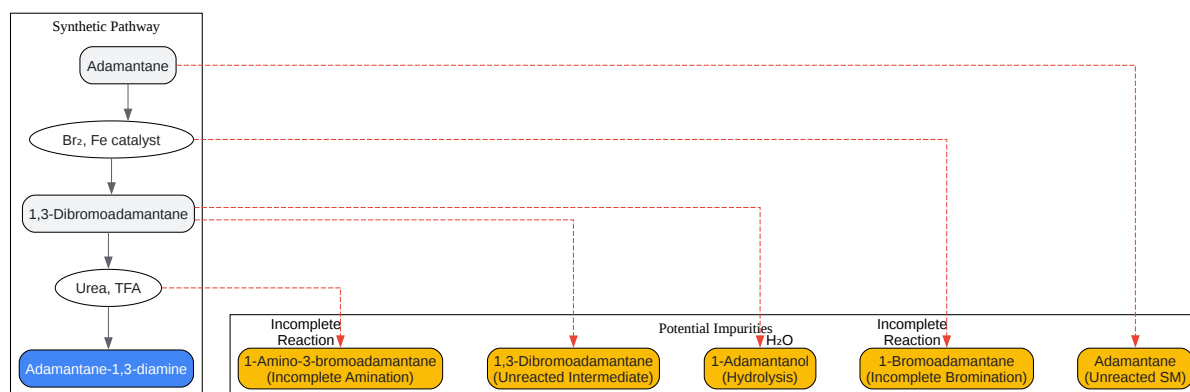 Synthetic Pathway
Adamantane
Br₂, Fe catalyst
1,3-Dibromoadamantane
Urea, TFA
Adamantane-1,3-diamine
Potential Impurities
Incomplete
Reaction
1-Amino-3-bromoadamantane
(Incomplete Amination)
1,3-Dibromoadamantane
(Unreacted Intermediate)
H₂O
1-Adamantanol
(Hydrolysis)
Incomplete
Reaction
1-Bromoadamantane
(Incomplete Bromination)
Adamantane
(Unreacted SM)